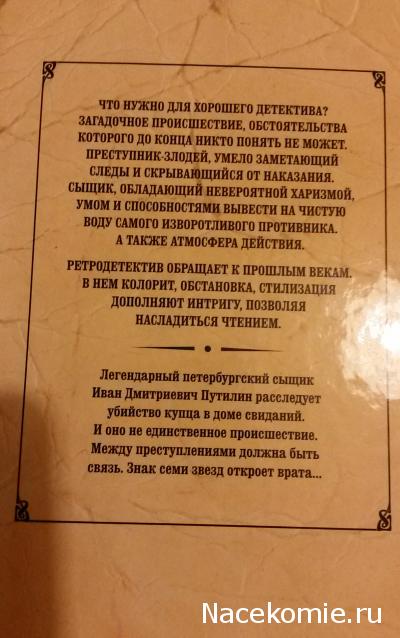 ЧТО НУЖНО ДЛЯ ХОРОШЕГО ДЕТЕКТИВА?
ЗАГАДОЧНОЕ ПРОИСШЕСТВИЕ, ОБСТОЯТЕЛЬСТВА
КОТОРОГО ДО КОНЦА НИКТО ПОНЯТЬ НЕ МОЖЕТ.
ПРЕСТУПНИК-ЗЛОДЕЙ, УМЕЛО ЗАМЕТАЮЩИЙ
СЛЕДЫ И СКРЫВАЮЩИЙСЯ ОТ НАКАЗАНИЯ.
СЫЩИК, ОБЛАДАЮЩИЙ НЕВЕРОЯТНОЙ ХАРИЗМОЙ,
УМОМ И СПОСОБНОСТЯМИ ВЫВЕСТИ НА ЧИСТУЮ
ВОДУ САМОГО ИЗВОРОТЛИВОГО ПРОТИВНИКА.
А ТАКЖЕ АТМОСФЕРА ДЕЙСТВИЯ.
РЕТРОДЕТЕКТИВ ОБРАЩАЕТ К ПРОШЛЫМ ВЕКАМ.
В НЕМ КОЛОРИТ, ОБСТАНОВКА, СТИЛИЗАЦИЯ
ДОПОЛНЯЮТ ИНТРИГУ, ПОЗВОЛЯЯ
НАСЛАДИТЬСЯ ЧТЕНИЕМ.
Легендарный петербургский сыщик
Иван Дмитриевич Путилин расследует
убийство купца в доме свиданий.
И оно не единственное происшествие.
Между преступлениями должна быть
связь. Знак семи звезд откроет врата...
Nacekomie.ru